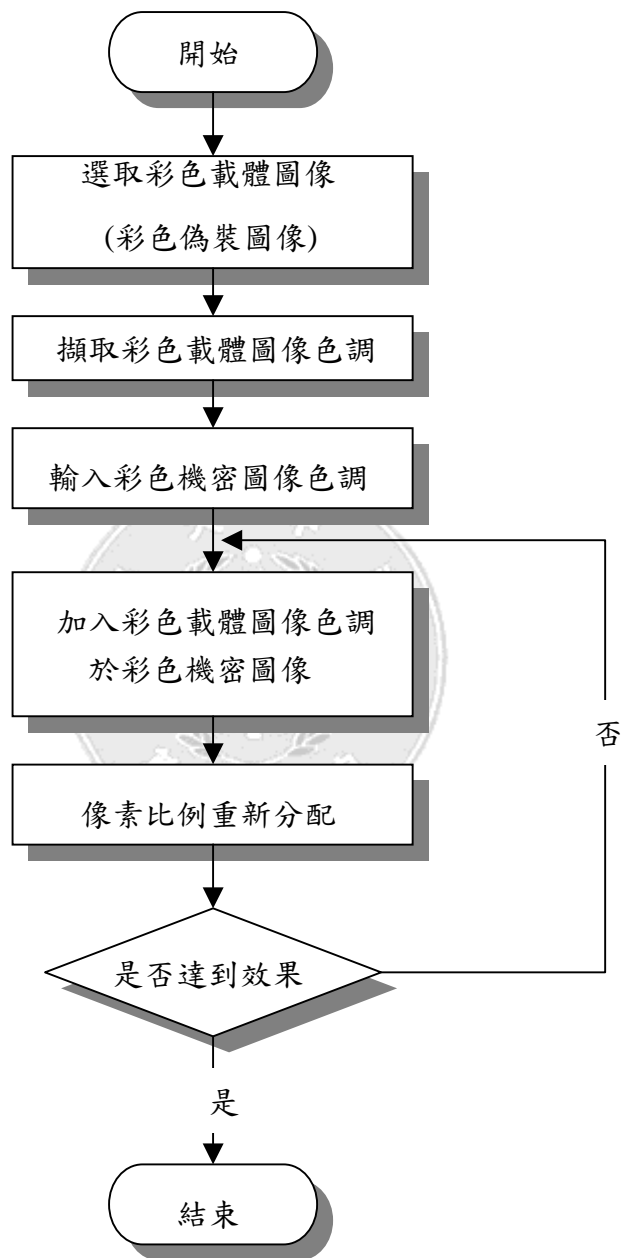 開始
選取彩色載體圖像
(彩色偽裝圖像)
擷取彩色載體圖像色調
輸入彩色機密圖像色調
加入彩色載體圖像色調
於彩色機密圖像
像素比例重新分配
是否達到效果
否
是
結束